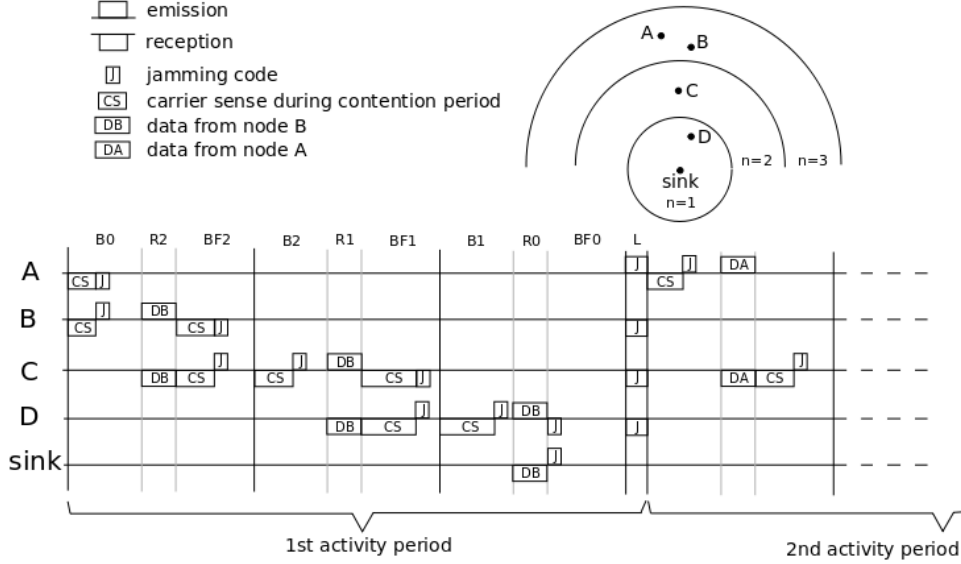 emission
reception
J jamming code
CS carrier sense during contention period
DB data from node B
DA data from node A
A B
C
D
sink
n=1
n=2 n=3
B0 R2 BF2 B2 R1 BF1 B1 R0 BF0 L
A J J DA
CS J CS
B J DB
CS CS J J
C J J DB J
DB CS CS CS J J DA CS
D J J DB
DB CS CS J J
sink J
DB
1st activity period
2nd activity period